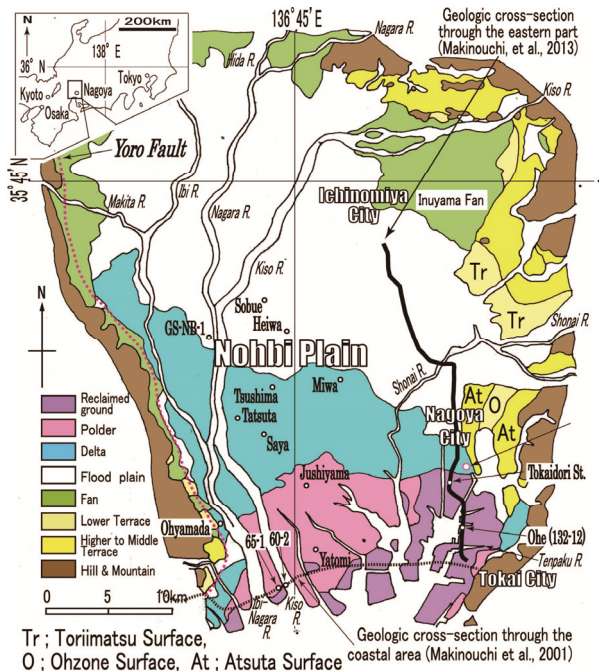 200km
138°E
36°N
Kyoto
Osaka
Nagoya
Tokyo
136°45′E
Nagara R.
Hida R.
Geologic cross-section
through the eastern part
(Makinouchi, et al., 2013)
Kiso R.
Yoro Fault
35°45′N
Makita R.
Ibi R.
Nagara R.
Kiso R.
Ichinomiya
City
Inuyama Fan
Tr
Tr
Shonai R.
N
GS-NB-1
Sobue
Heiwa
Nohbi Plain
Shonai R.
Tsushima
Miwa
Tatsuta
Saya
At
O
At
Nagoya
City
Jushiyama
Tokaidori St.
Reclaimed
ground
Polder
Delta
Flood plain
Fan
Lower Terrace
Higher to Middle
Terrace
Hill & Mountain
Ohyamada
65-1
60-2
Yatomi
Ohe (132-12)
Tenpaku R.
Tokai City
0 5 10km
Ibi
Nagara R.
Kiso
R.
Tr ; Toriimatsu Surface,
O ; Ohzone Surface, At ; Atsuta Surface
Geologic cross-section through the
coastal area (Makinouchi et al., 2001)